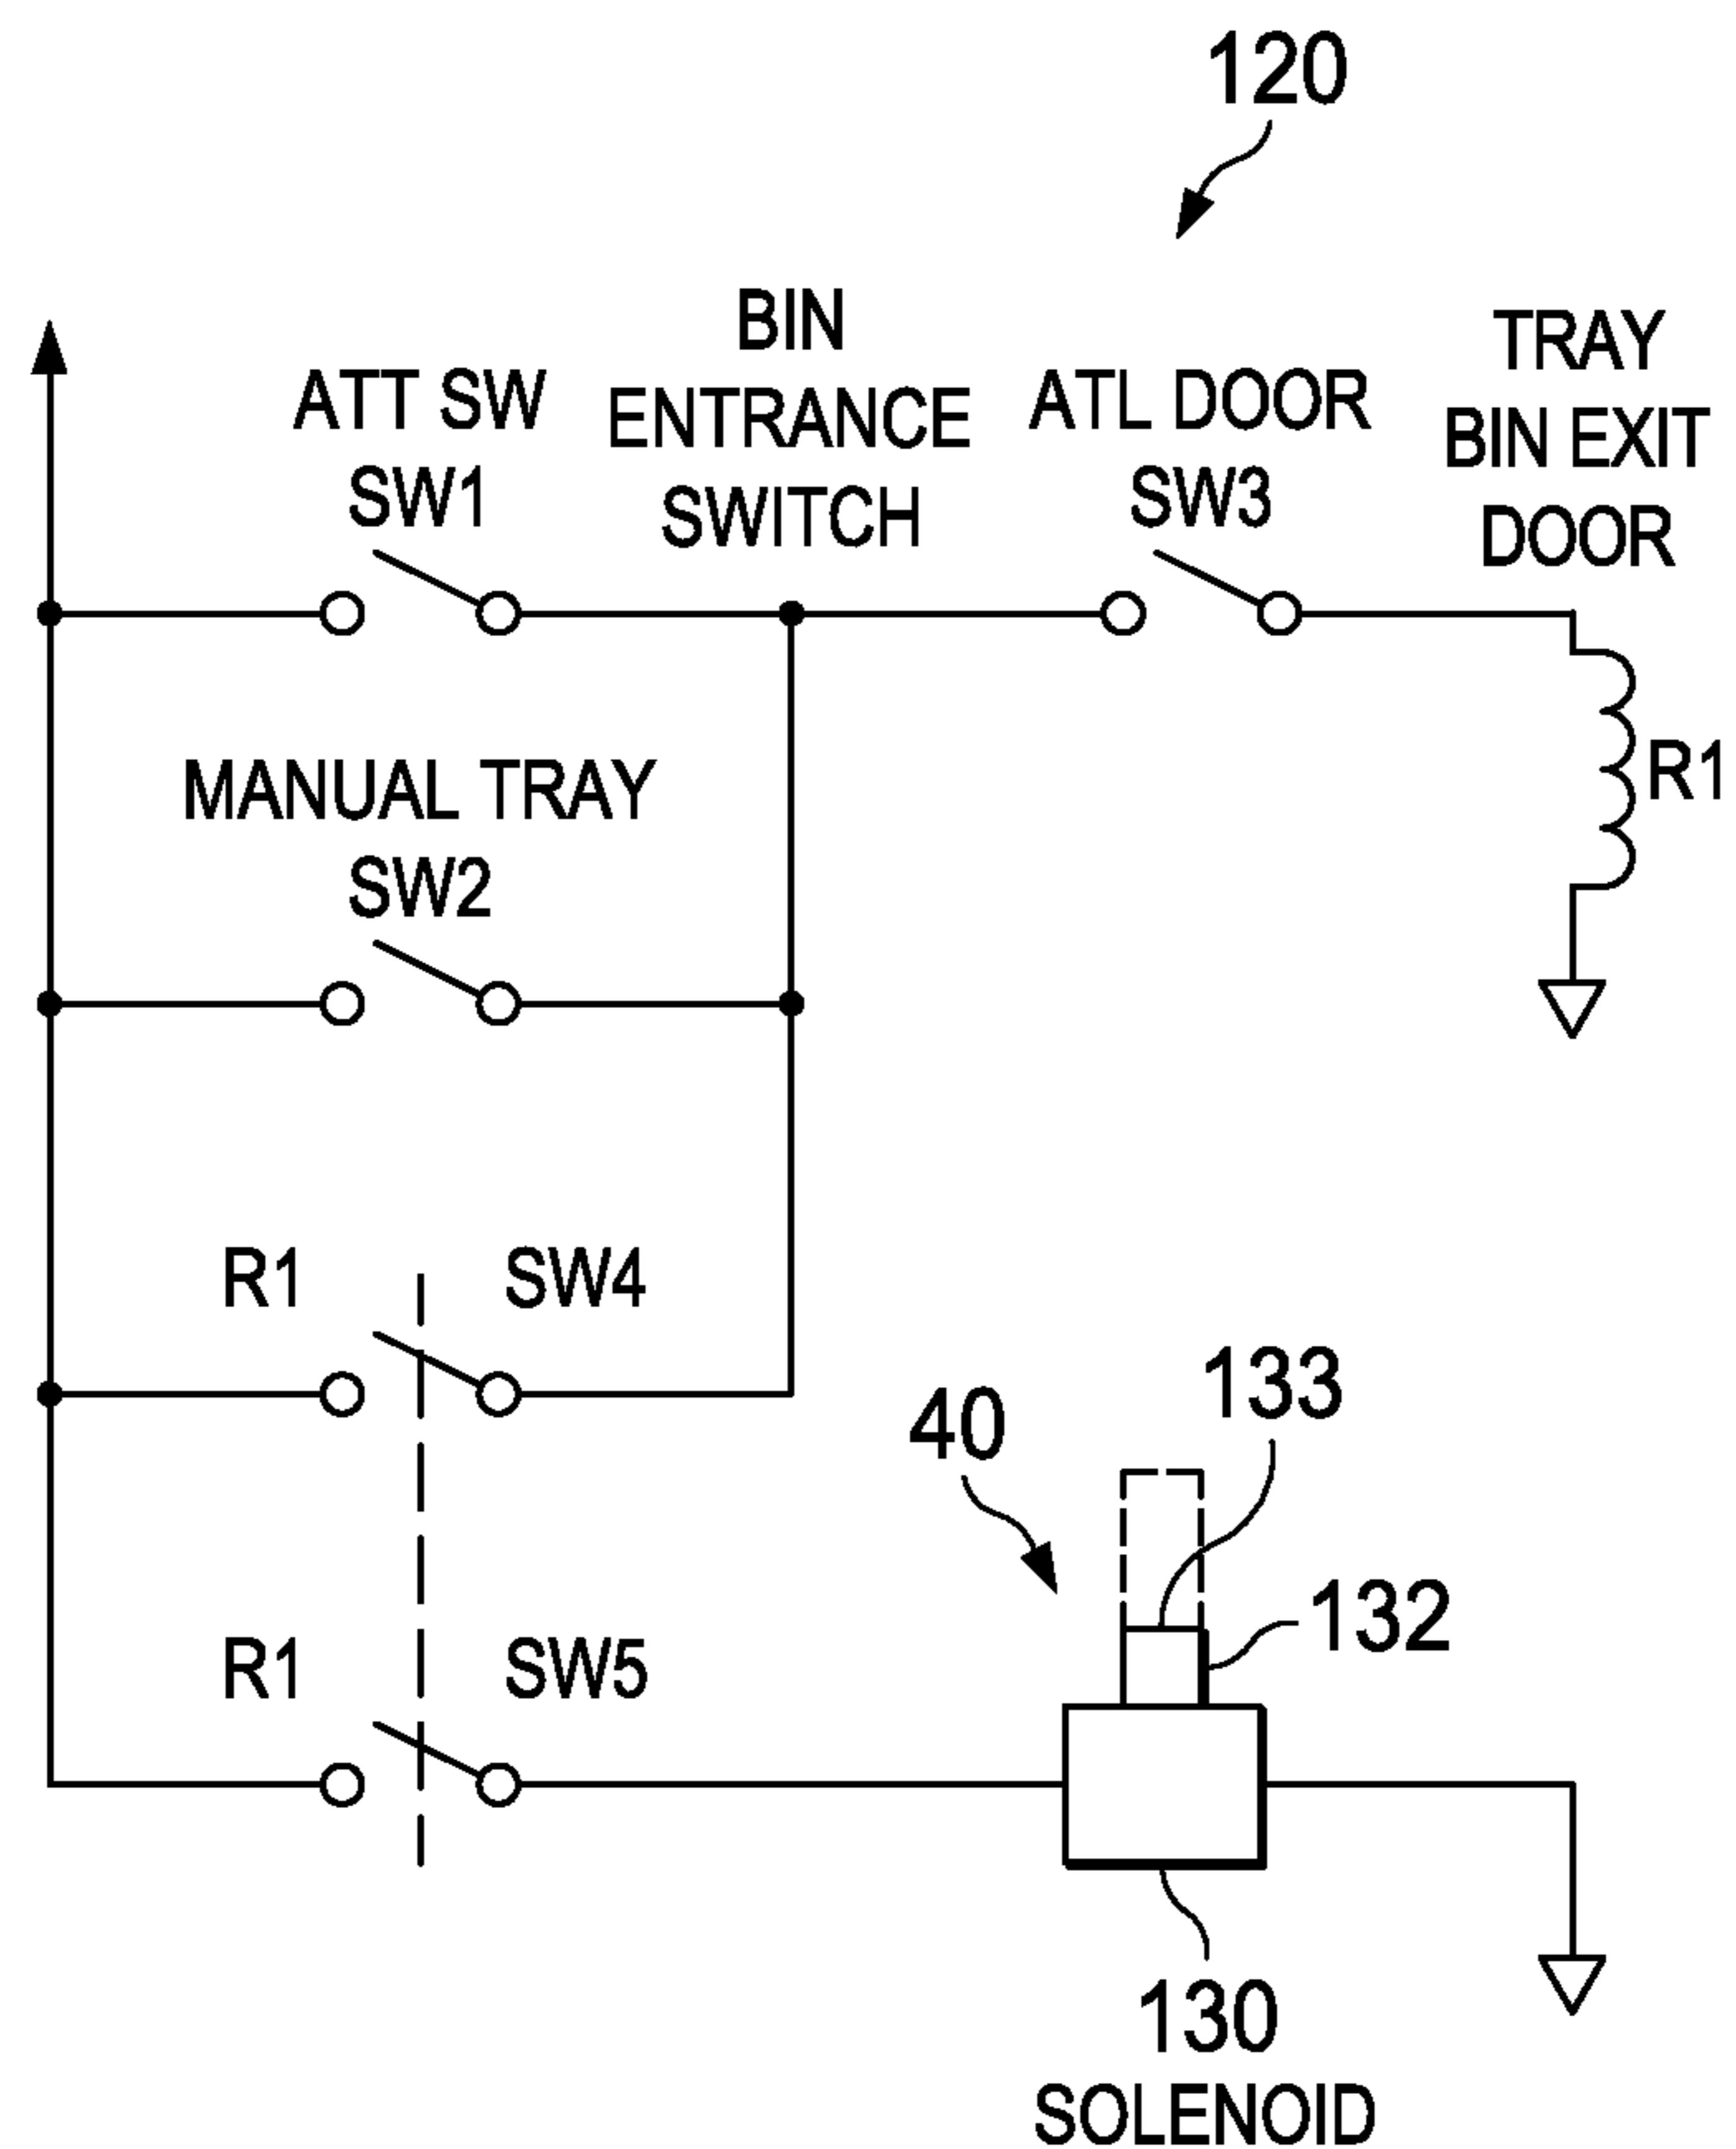 120
BIN
ENTRANCE
SWITCH
TRAY
BIN EXIT
DOOR
ATT SW
SW1
ATL DOOR
SW3
R1
MANUAL TRAY
SW2
R1
SW4
133
40
132
R1
SW5
130
SOLENOID